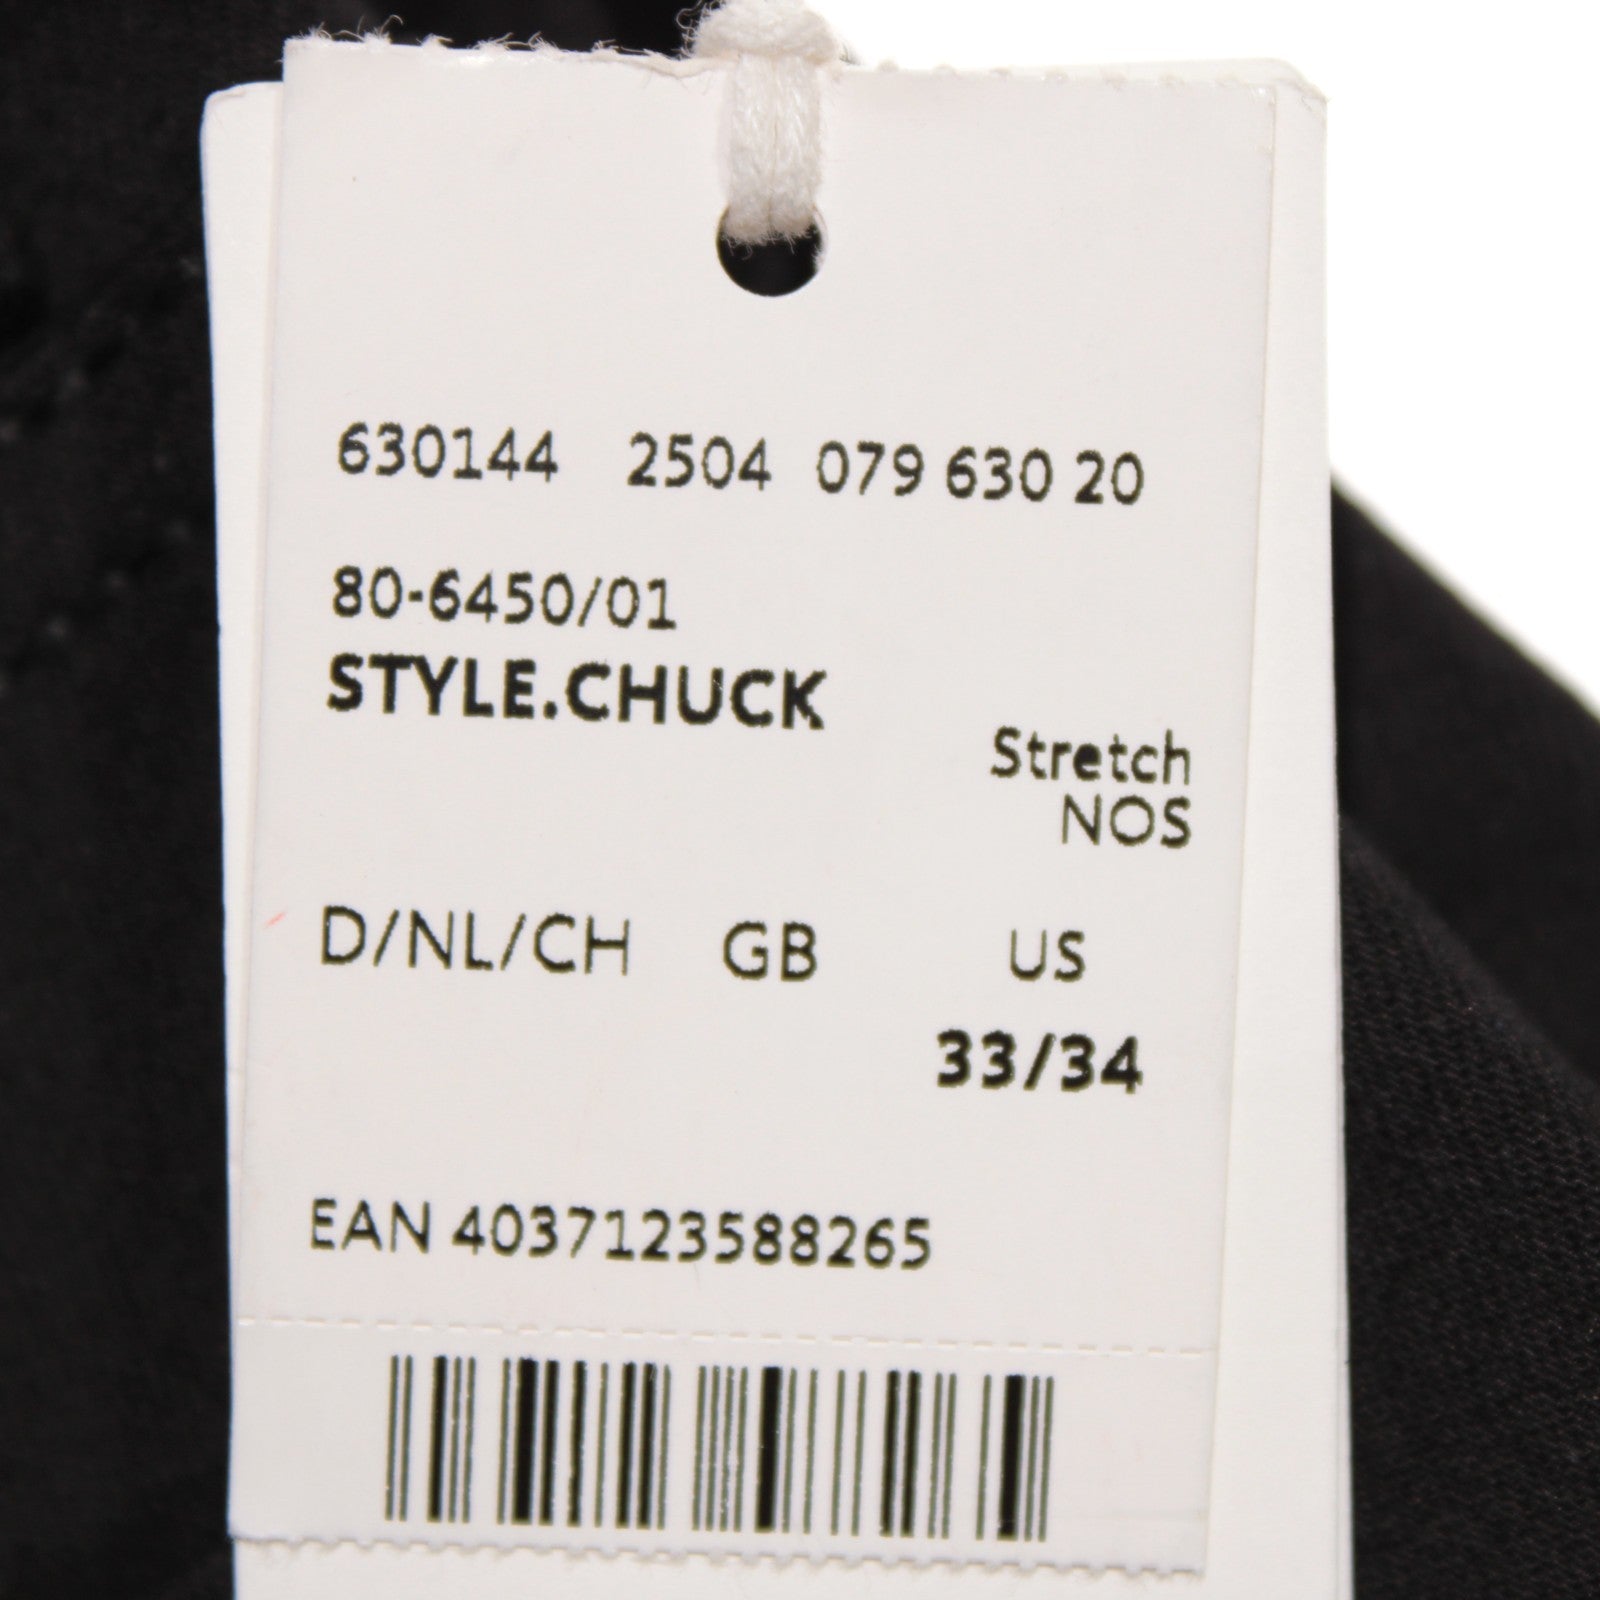 630144 2504 079 630 20
80-6450/01
STYLE.CHUCK
Stretch
NOS
D/NL/CH GB US
33/34
EAN 4037123588265